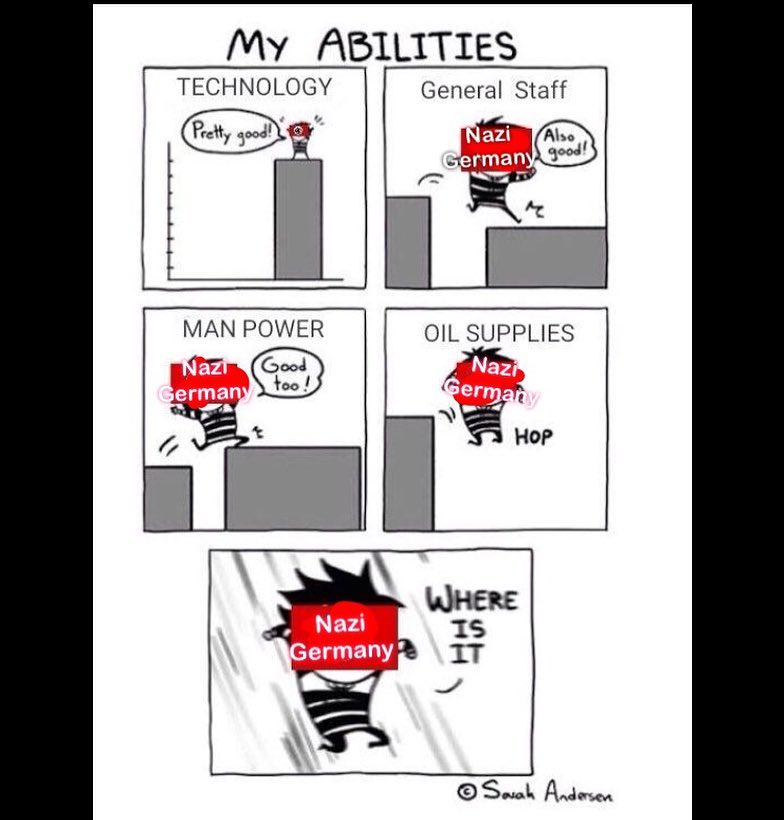 MY ABILITIES
TECHNOLOGY
Pretty good!
General Staff
Nazi
Germany
Also
good!
MAN POWER
Nazi
Germany
Good
too!
OIL SUPPLIES
Nazi
Germany
HOP
Nazi
Germany
WHERE
IS
IT
© Sarah Andersen